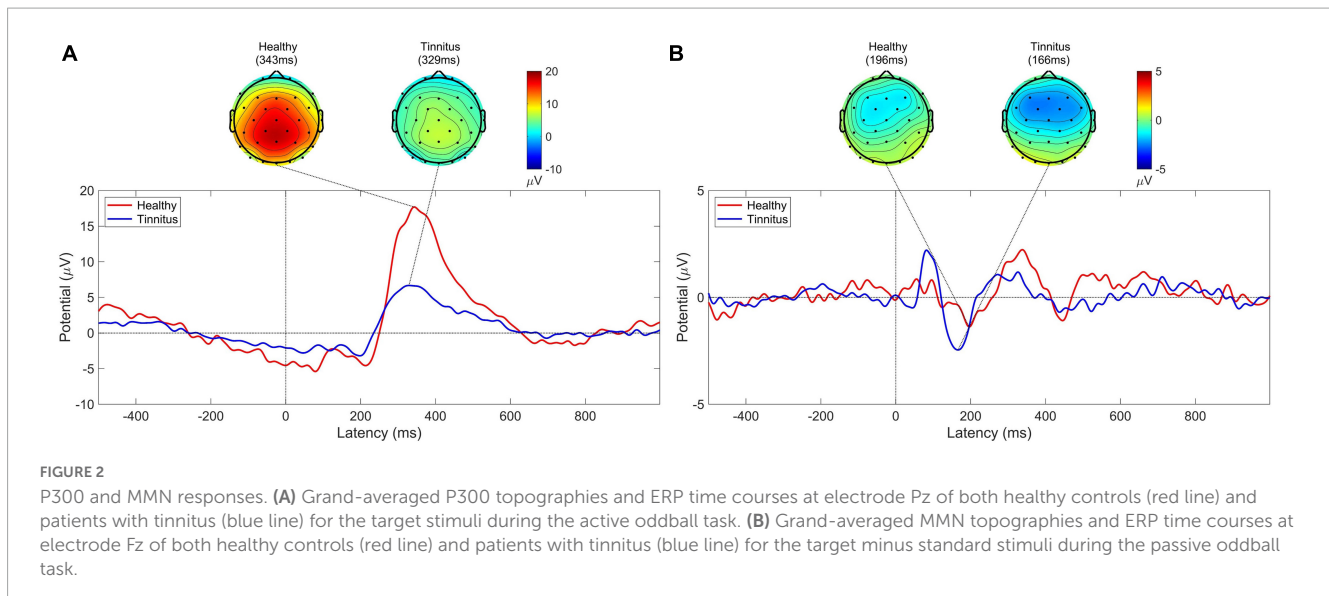 A
Healthy
(343ms)
Tinnitus
(329ms)
20
10
0
-10
μV
Healthy
Tinnitus
20
15
10
5
0
-5
-10
Potential (μV)
-400
-200
0
200
400
600
800
Latency (ms)
B
Healthy
(196ms)
Tinnitus
(166ms)
5
0
-5
μV
Healthy
Tinnitus
5
0
-5
Potential (μV)
-400
-200
0
200
400
600
800
Latency (ms)
FIGURE 2
P300 and MMN responses. (A) Grand-averaged P300 topographies and ERP time courses at electrode Pz of both healthy controls (red line) and
patients with tinnitus (blue line) for the target stimuli during the active oddball task. (B) Grand-averaged MMN topographies and ERP time courses at
electrode Fz of both healthy controls (red line) and patients with tinnitus (blue line) for the target minus standard stimuli during the passive oddball
task.